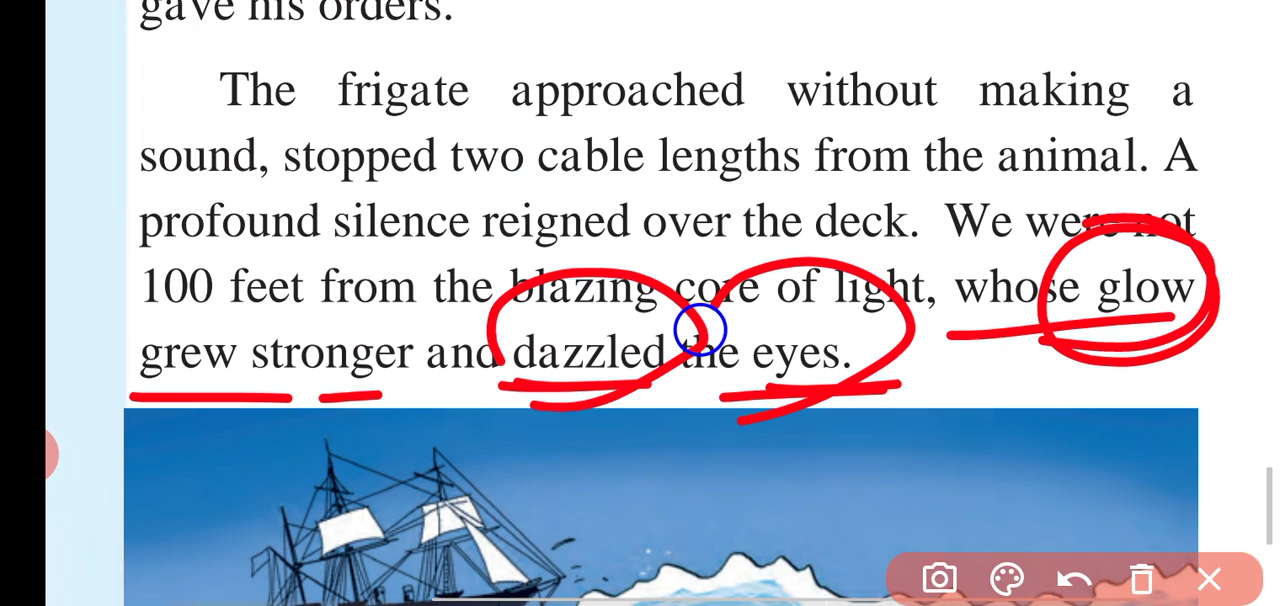 gave his orders.
The frigate approached without making a
sound, stopped two cable lengths from the animal. A
profound silence reigned over the deck. We were not
100 feet from the blazing core of light, whose glow
grew stronger and dazzled the eyes.